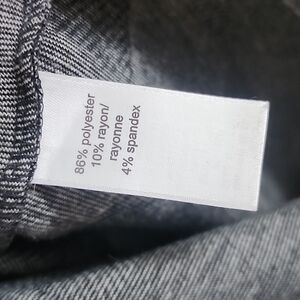 86% polyester
10% rayon/
rayonne
4% spandex